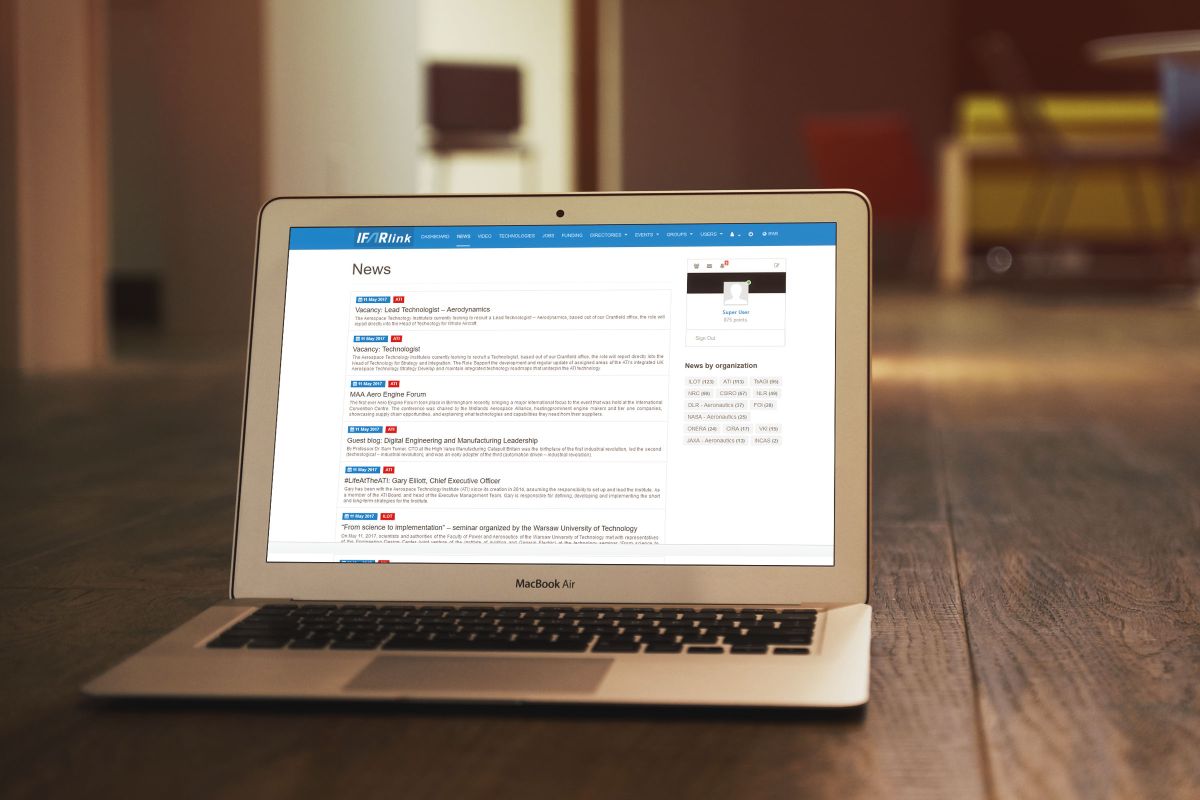 IFARlink DASHBOARD NEWS VIDEO TECHNOLOGIES JOBS FUNDING DIRECTORIES EVENTS GROUPS USERS IFAR
News
11 May 2017 ATI
Vacancy: Lead Technologist – Aerodynamics
The Aerospace Technology Institute is currently looking to recruit a Lead Technologist – Aerodynamics, based out of our Cranfield office, the role will
report directly into the Head of Technology for Whole Aircraft
11 May 2017 ATI
Vacancy: Technologist
The Aerospace Technology Institute is currently looking to recruit a Technologist, based out of our Cranfield office, the role will report directly into the
Head of Technology for Strategy and Integration. The Role Support the development and regular update of assigned areas of the ATI's integrated UK
Aerospace Technology Strategy Develop and maintain integrated technology roadmaps that underpin the ATI technology
11 May 2017 ATI
MAA Aero Engine Forum
The first ever Aero Engine Forum took place in Birmingham recently, bringing a major international focus to the event that was held at the International
Convention Centre. The conference was chaired by the Midlands Aerospace Alliance, hosting prominent engine makers and tier one companies,
showcasing supply chain opportunities, and explaining what technologies and capabilities they need from their suppliers.
11 May 2017 ATI
Guest blog: Digital Engineering and Manufacturing Leadership
By Professor Dr Sam Turner, CTO at the High Value Manufacturing Catapult Britain was the birthplace of the first industrial revolution, led the second
(technological – industrial revolution), and was an early adopter of the third (automation driven – industrial revolution).
11 May 2017 ATI
#LifeAtTheATI: Gary Elliott, Chief Executive Officer
Gary has been with the Aerospace Technology Institute (ATI) since its creation in 2014, assuming the responsibility to set up and lead the Institute. As
a member of the ATI Board, and head of the Executive Management Team, Gary is responsible for defining, developing and implementing the short
and long-term strategies for the Institute.
11 May 2017 ILOT
"From science to implementation" – seminar organized by the Warsaw University of Technology
On May 11, 2017, scientists and authorities of the Faculty of Power and Aeronautics of the Warsaw University of Technology met with representatives
Super User
875 points
Sign Out
News by organization
ILOT (123) ATI (113) TsAGI (95)
NRC (88) CSIRO (57) NLR (49)
DLR - Aeronautics (37) FOI (28)
NASA - Aeronautics (25)
ONERA (24) CIRA (17) VKI (15)
JAXA - Aeronautics (13) INCAS (2)
MacBook Air